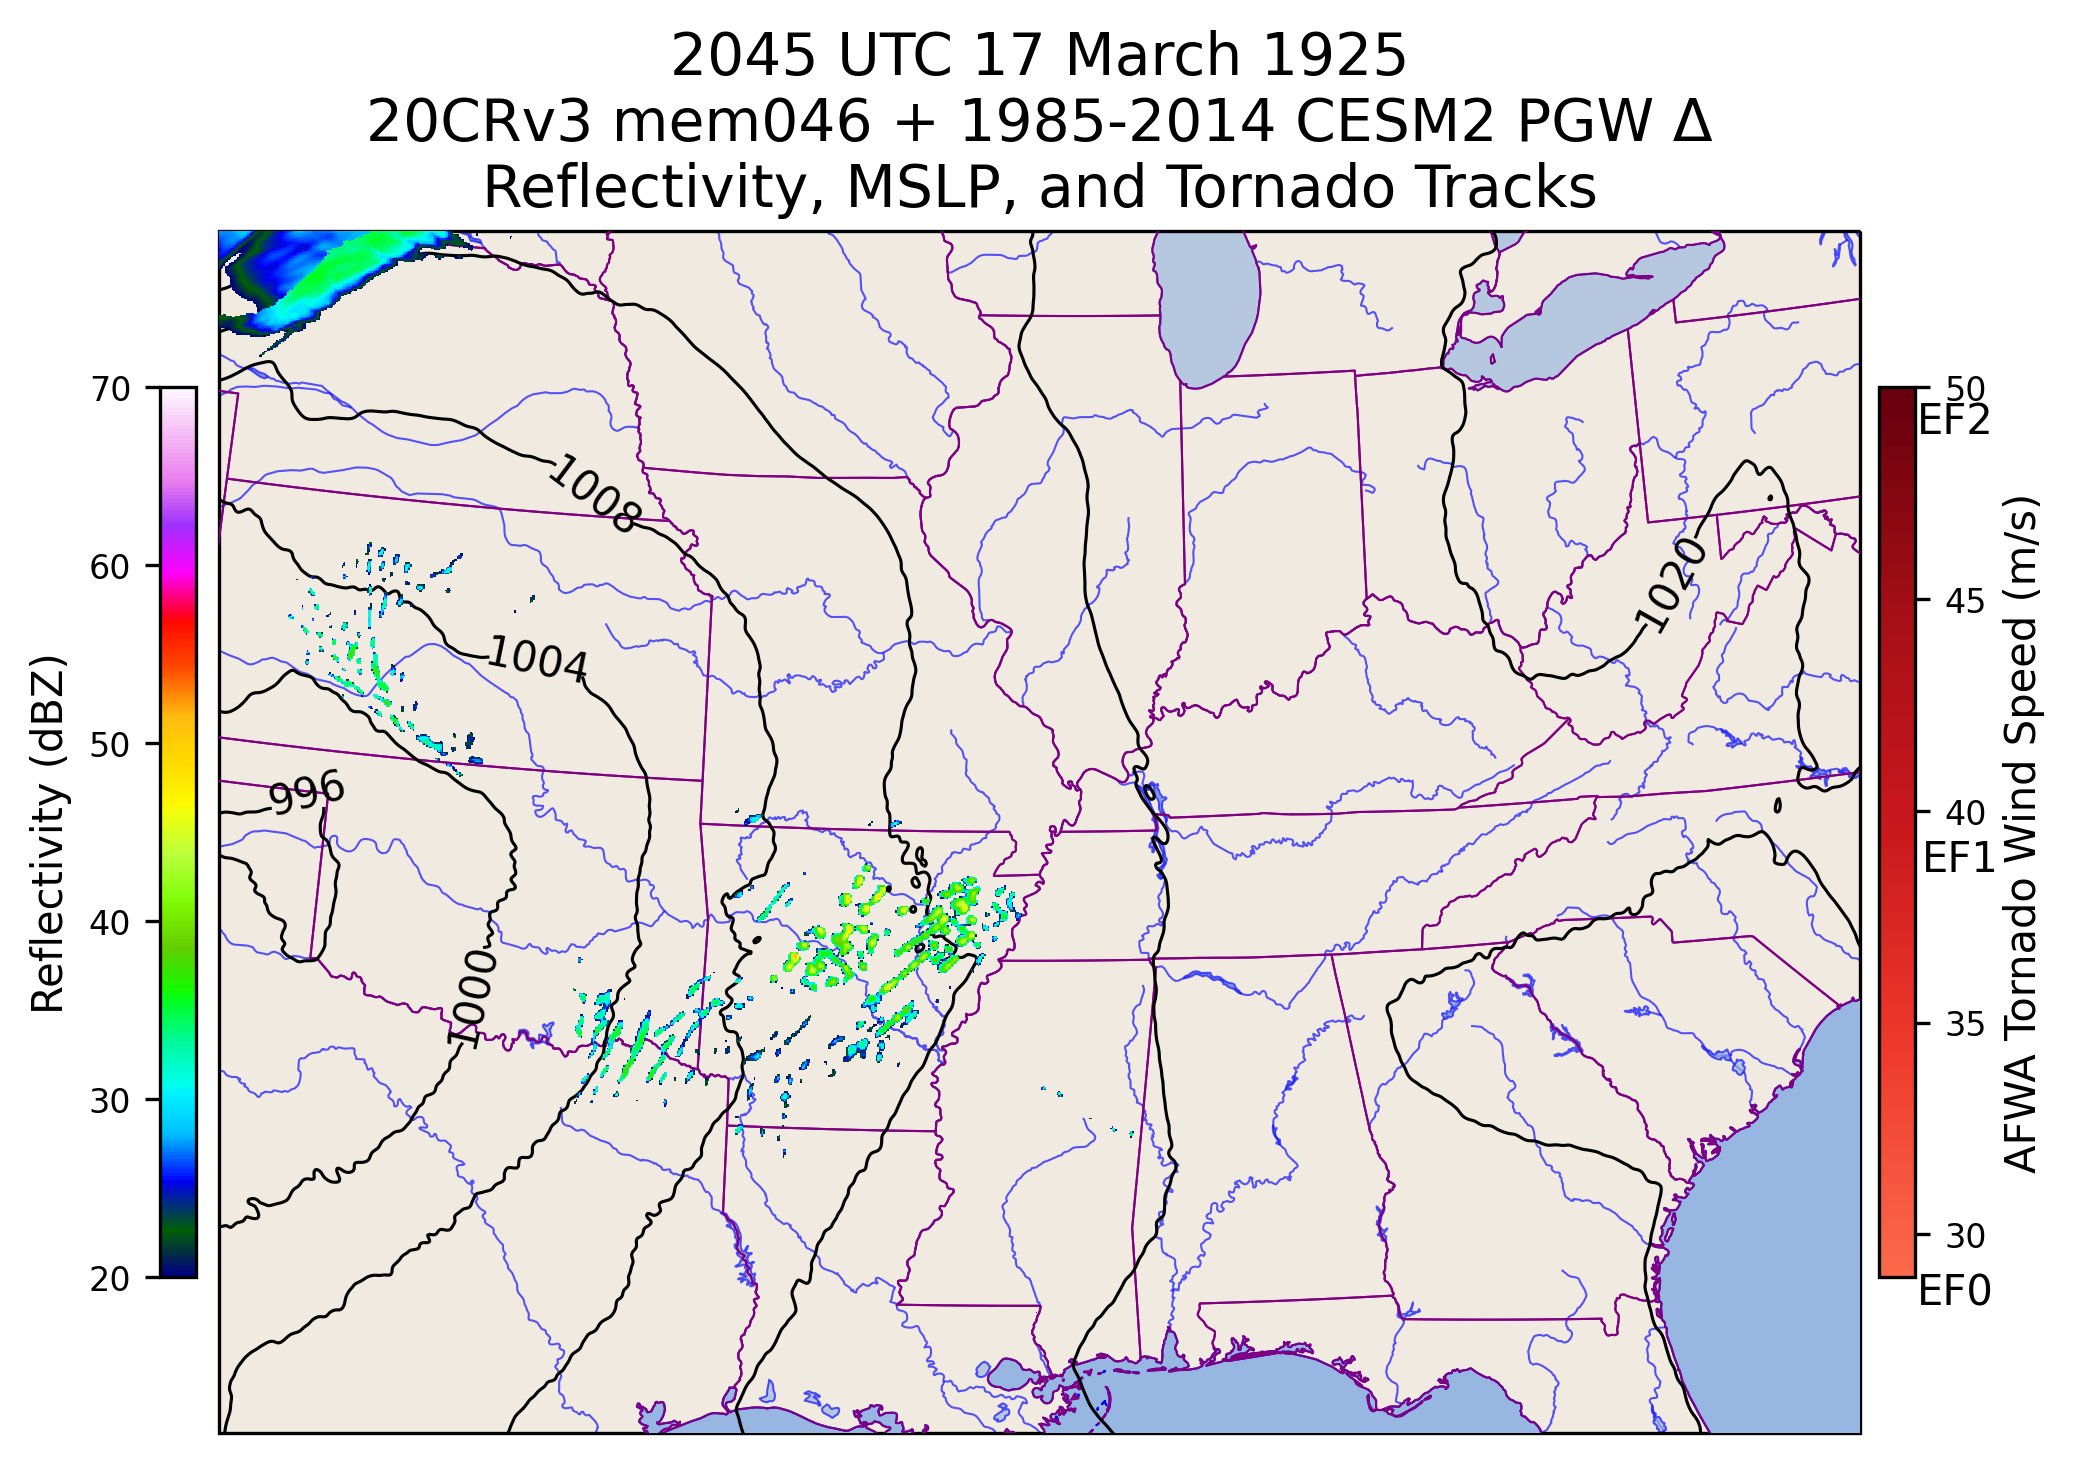 2045 UTC 17 March 1925
20CRv3 mem046 + 1985-2014 CESM2 PGW Δ
Reflectivity, MSLP, and Tornado Tracks
70
60
50
40
30
20
Reflectivity (dBZ)
1008
1004
996
1000
1020
50
EF2
45
40
EF1
35
30
EF0
AFWA Tornado Wind Speed (m/s)